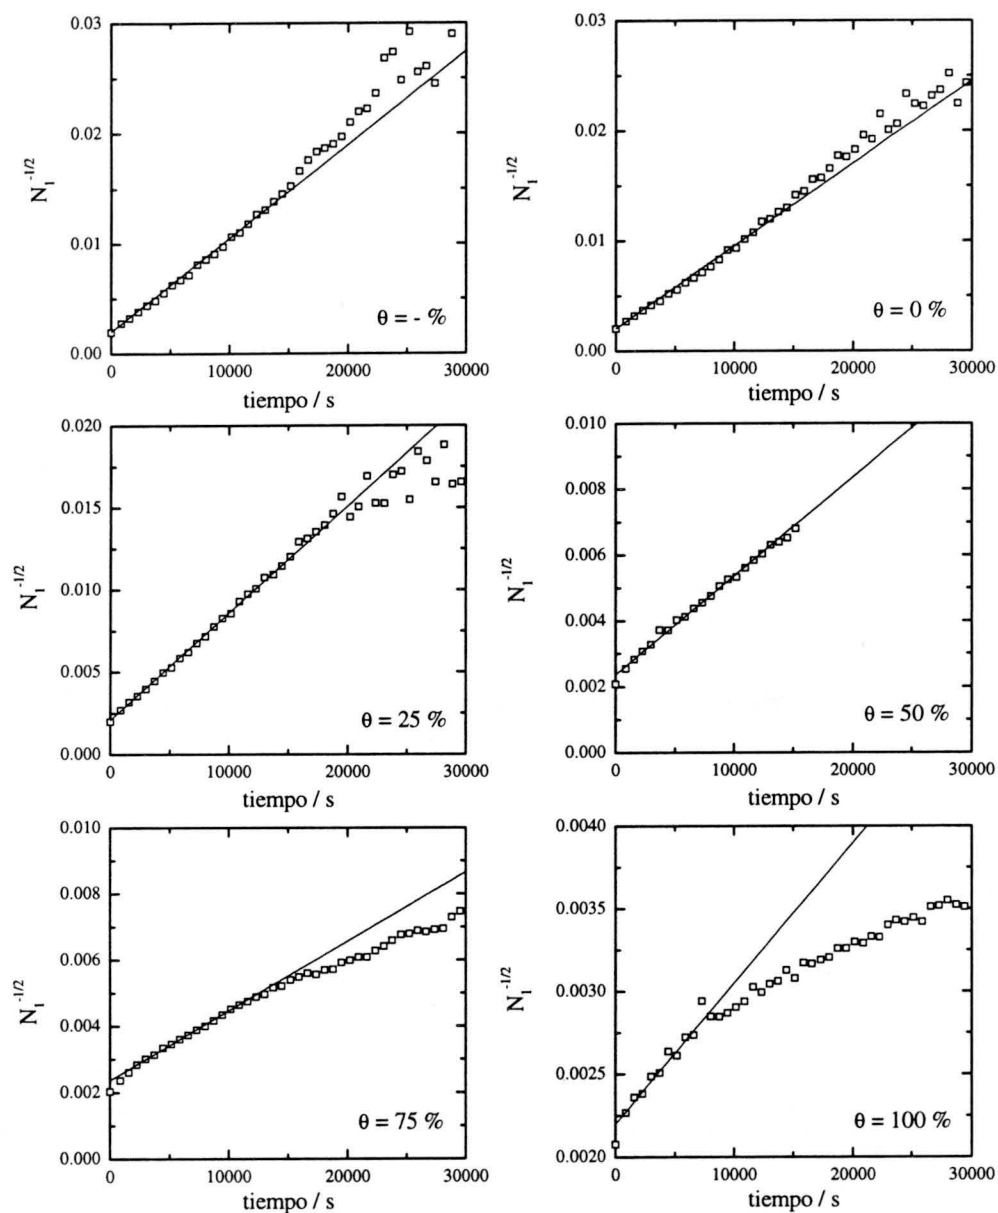 0.03
0.02
0.01
0.00
N₁^-1/2
θ = - %
0 10000 20000 30000
tiempo / s
0.03
0.02
0.01
0.00
N₁^-1/2
θ = 0 %
0 10000 20000 30000
tiempo / s
0.020
0.015
0.010
0.005
0.000
N₁^-1/2
θ = 25 %
0 10000 20000 30000
tiempo / s
0.010
0.008
0.006
0.004
0.002
0.000
N₁^-1/2
θ = 50 %
0 10000 20000 30000
tiempo / s
0.010
0.008
0.006
0.004
0.002
0.000
N₁^-1/2
θ = 75 %
0 10000 20000 30000
tiempo / s
0.0040
0.0035
0.0030
0.0025
0.0020
N₁^-1/2
θ = 100 %
0 10000 20000 30000
tiempo / s